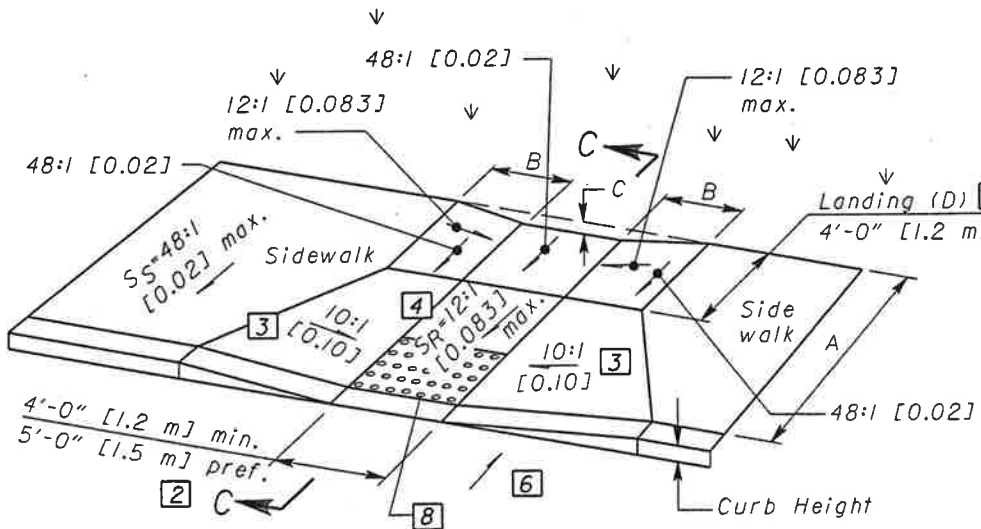 48:1 [0.02]
12:1 [0.083]
max.
12:1 [0.083]
max.
48:1 [0.02]
C
B
C
B
Landing (D)
4'-0" [1.2 m
SS=48:1
[0.02] max.
Sidewalk
4
SR=12:1
[0.083]
max.
3
10:1
[0.10]
10:1
[0.10]
3
Side
walk
A
48:1 [0.02]
4'-0" [1.2 m] min.
5'-0" [1.5 m] pref.
2
C
8
6
Curb Height